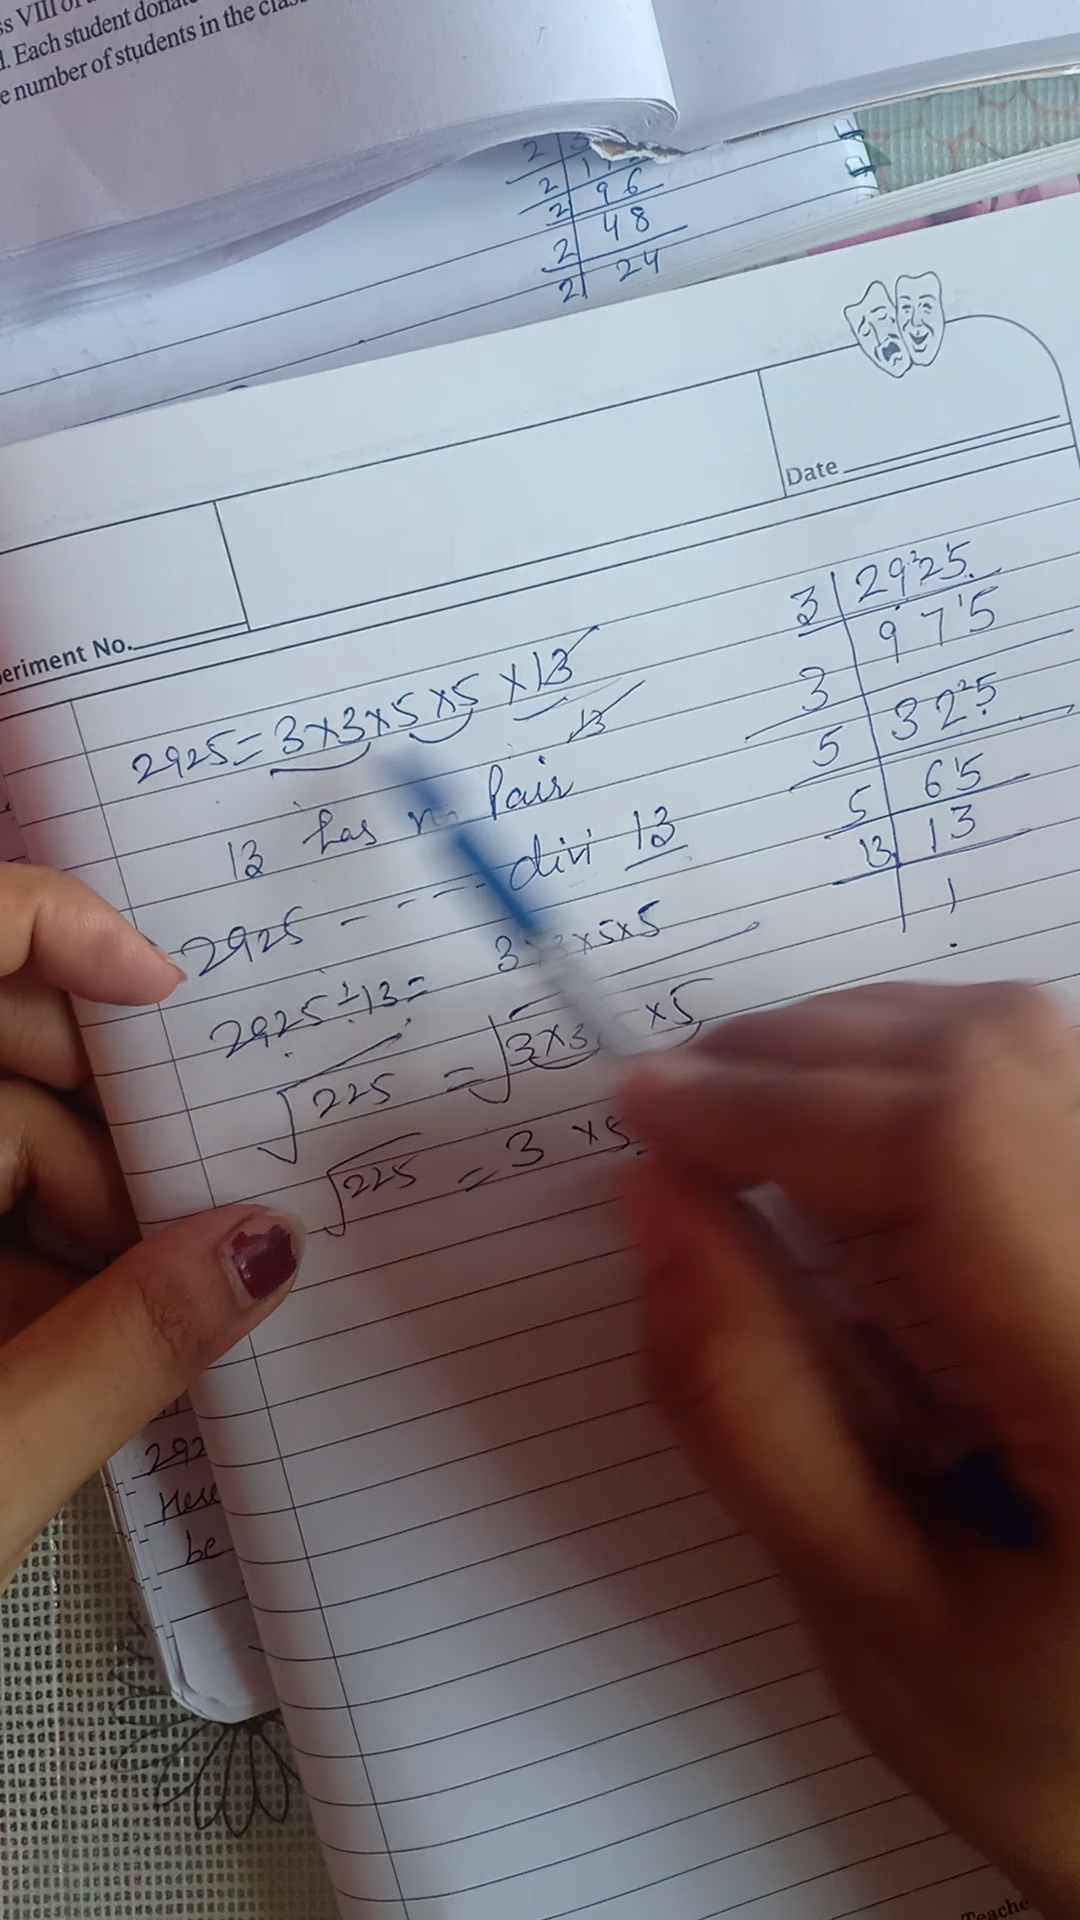 ss VIII of
d. Each student donate
e number of students in the class
2
2 96
2 48
2 24
2
Date
eriment No.
3 2925
3 975
5 325
5 65
13 13
1
2925 = 3×3×5×5×13
13
13 has no Pair
2925 - - - - divi 13
2925 ÷ 13 = 3×3×5×5
√225 = √3×3 ×5
√225 = 3 ×5
292
Here
be
Teache